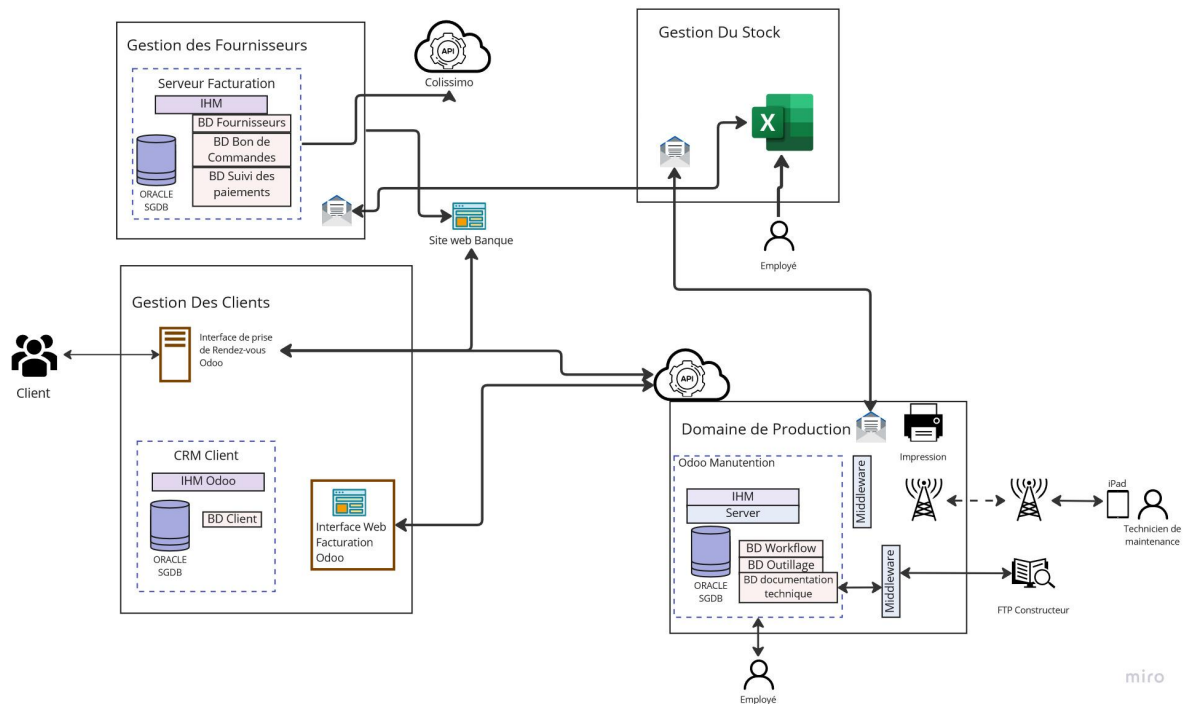 Gestion des Fournisseurs
Serveur Facturation
IHM
BD Fournisseurs
BD Bon de
Commandes
BD Suivi des
paiements
ORACLE
SGDB
API
Colissimo
Site web Banque
Gestion Du Stock
X
Employé
Gestion Des Clients
Interface de prise
de Rendez-vous
Odoo
Client
CRM Client
IHM Odoo
BD Client
ORACLE
SGDB
Interface Web
Facturation
Odoo
API
Domaine de Production
Impression
Odoo Manutention
IHM
Server
Middleware
BD Workflow
BD Outillage
BD documentation
technique
ORACLE
SGDB
Middleware
iPad
Technicien de
maintenance
FTP Constructeur
Employé
miro